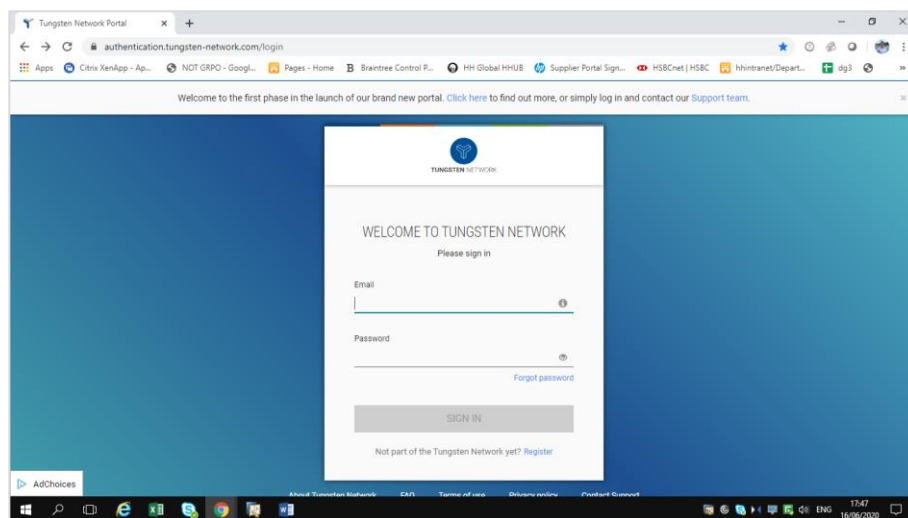 Tungsten Network Portal
authentication.tungsten-network.com/login
Apps Citrix XenApp - Ap... NOT GRPO - Googl... Pages - Home B Braintree Control P... HH Global HHUB Supplier Portal Sign... HSBCnet | HSBC hhintranet/Depart... dg3
Welcome to the first phase in the launch of our brand new portal. Click here to find out more, or simply log in and contact our Support team.
TUNGSTEN NETWORK
WELCOME TO TUNGSTEN NETWORK
Please sign in
Email
Password
Forgot password
SIGN IN
Not part of the Tungsten Network yet? Register
AdChoices
About Tungsten Network FAQ Terms of use Privacy policy Contact Support
ENG
17:47
16/06/2020